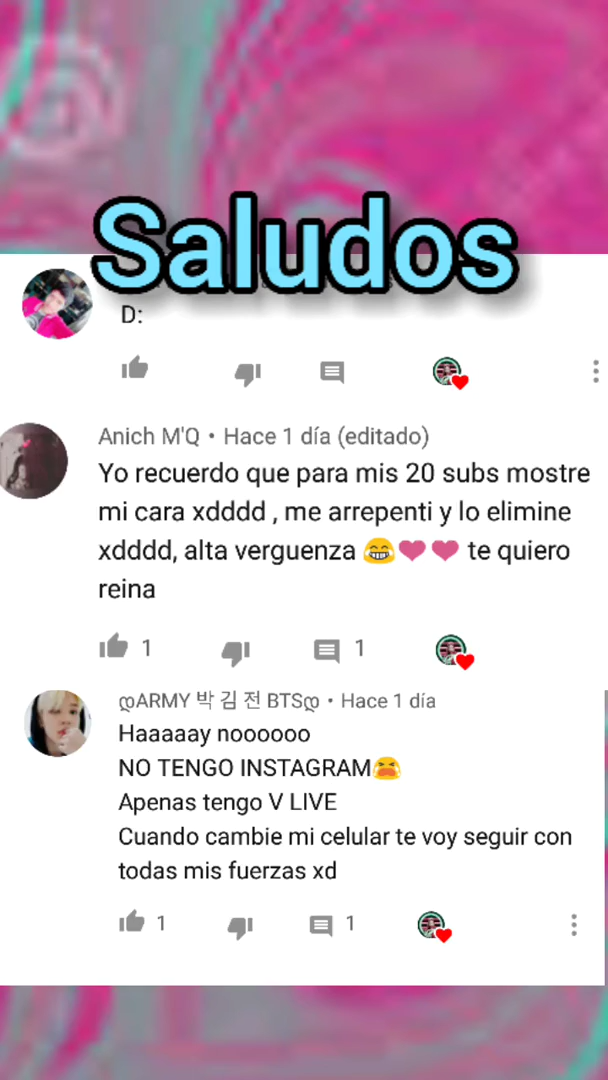 Saludos
D:
Anich M'Q • Hace 1 día (editado)
Yo recuerdo que para mis 20 subs mostre
mi cara xdddd , me arrepenti y lo elimine
xdddd, alta verguenza 😂❤❤ te quiero
reina
1 1
დARMY 박 김 전 BTSდ • Hace 1 día
Haaaaay noooooo
NO TENGO INSTAGRAM😫
Apenas tengo V LIVE
Cuando cambie mi celular te voy seguir con
todas mis fuerzas xd
1 1